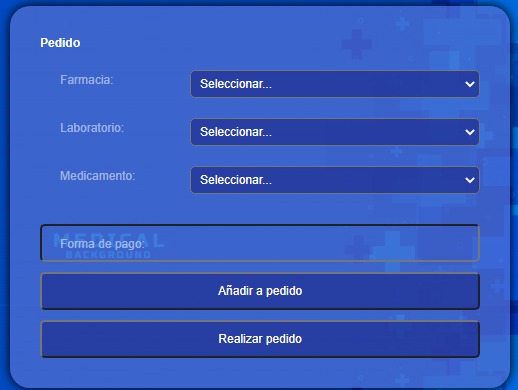 Pedido
Farmacia:
Seleccionar...
Laboratorio:
Seleccionar...
Medicamento:
Seleccionar...
Forma de pago:
MEDICAL
BACKGROUND
Añadir a pedido
Realizar pedido